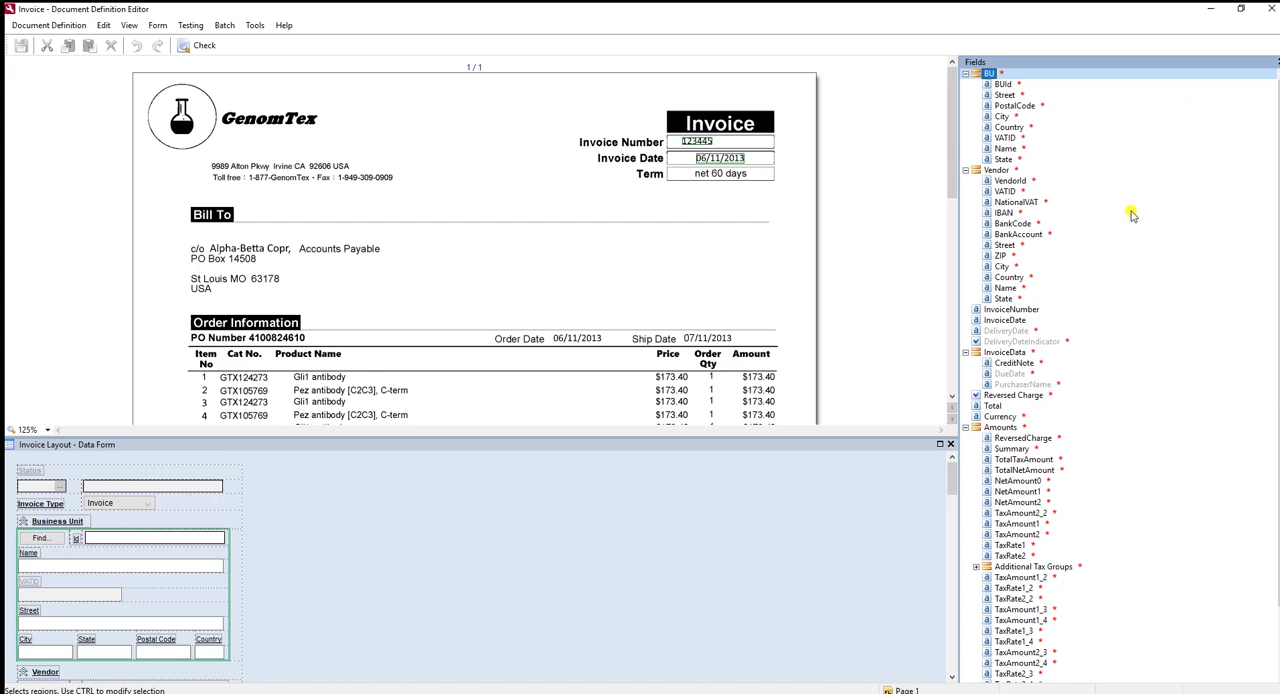 Invoice - Document Definition Editor
Document Definition Edit View Form Testing Batch Tools Help
Check
1 / 1
GenomTex
Invoice
Invoice Number 123445
Invoice Date 06/11/2013
Term net 60 days
9989 Alton Pkwy Irvine CA 92606 USA
Toll free : 1-877-GenomTex • Fax : 1-949-309-0909
Bill To
c/o Alpha-Betta Copr, Accounts Payable
PO Box 14508
St Louis MO 63178
USA
Order Information
PO Number 4100824610 Order Date 06/11/2013 Ship Date 07/11/2013
Item No Cat No. Product Name Price Order Qty Amount
1 GTX124273 Gli1 antibody $173.40 1 $173.40
2 GTX105769 Pez antibody [C2C3], C-term $173.40 1 $173.40
3 GTX124273 Gli1 antibody $173.40 1 $173.40
4 GTX105769 Pez antibody [C2C3], C-term $173.40 1 $173.40
125%
Invoice Layout - Data Form
Status
...
Invoice Type Invoice
Business Unit
Find... Id
Name
VATID
Street
City State Postal Code Country
Vendor
Fields
BU *
BUId *
Street *
PostalCode *
City *
Country *
VATID *
Name *
State *
Vendor *
VendorId *
VATID *
NationalVAT *
IBAN *
BankCode *
BankAccount *
Street *
ZIP *
City *
Country *
Name *
State *
InvoiceNumber
InvoiceDate
DeliveryDate *
DeliveryDateIndicator *
InvoiceData *
CreditNote *
DueDate *
PurchaserName *
Reversed Charge *
Total
Currency *
Amounts *
ReversedCharge *
Summary *
TotalTaxAmount *
TotalNetAmount *
NetAmount0 *
NetAmount1 *
NetAmount2 *
TaxAmount2_2 *
TaxAmount1 *
TaxAmount2 *
TaxRate1 *
TaxRate2 *
Additional Tax Groups *
TaxAmount1_2 *
TaxRate1_2 *
TaxRate2_2 *
TaxAmount1_3 *
TaxAmount1_4 *
TaxRate1_3 *
TaxRate1_4 *
TaxAmount2_3 *
TaxAmount2_4 *
TaxRate2_3 *
Selects regions. Use CTRL to modify selection
Page 1